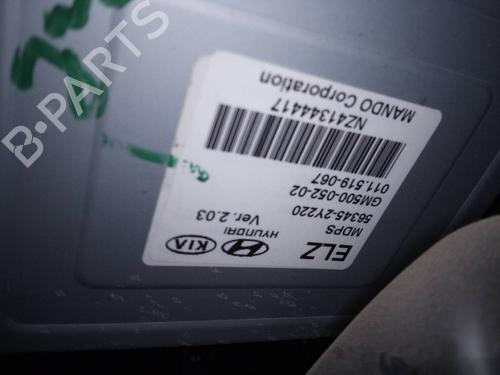 ELZ
HYUNDAI
KIA
MDPS
Ver. 2.03
56345-2Y220
GM500-052-02
011.519-067
NZ41344417
MANDO Corporation
B-PARTS